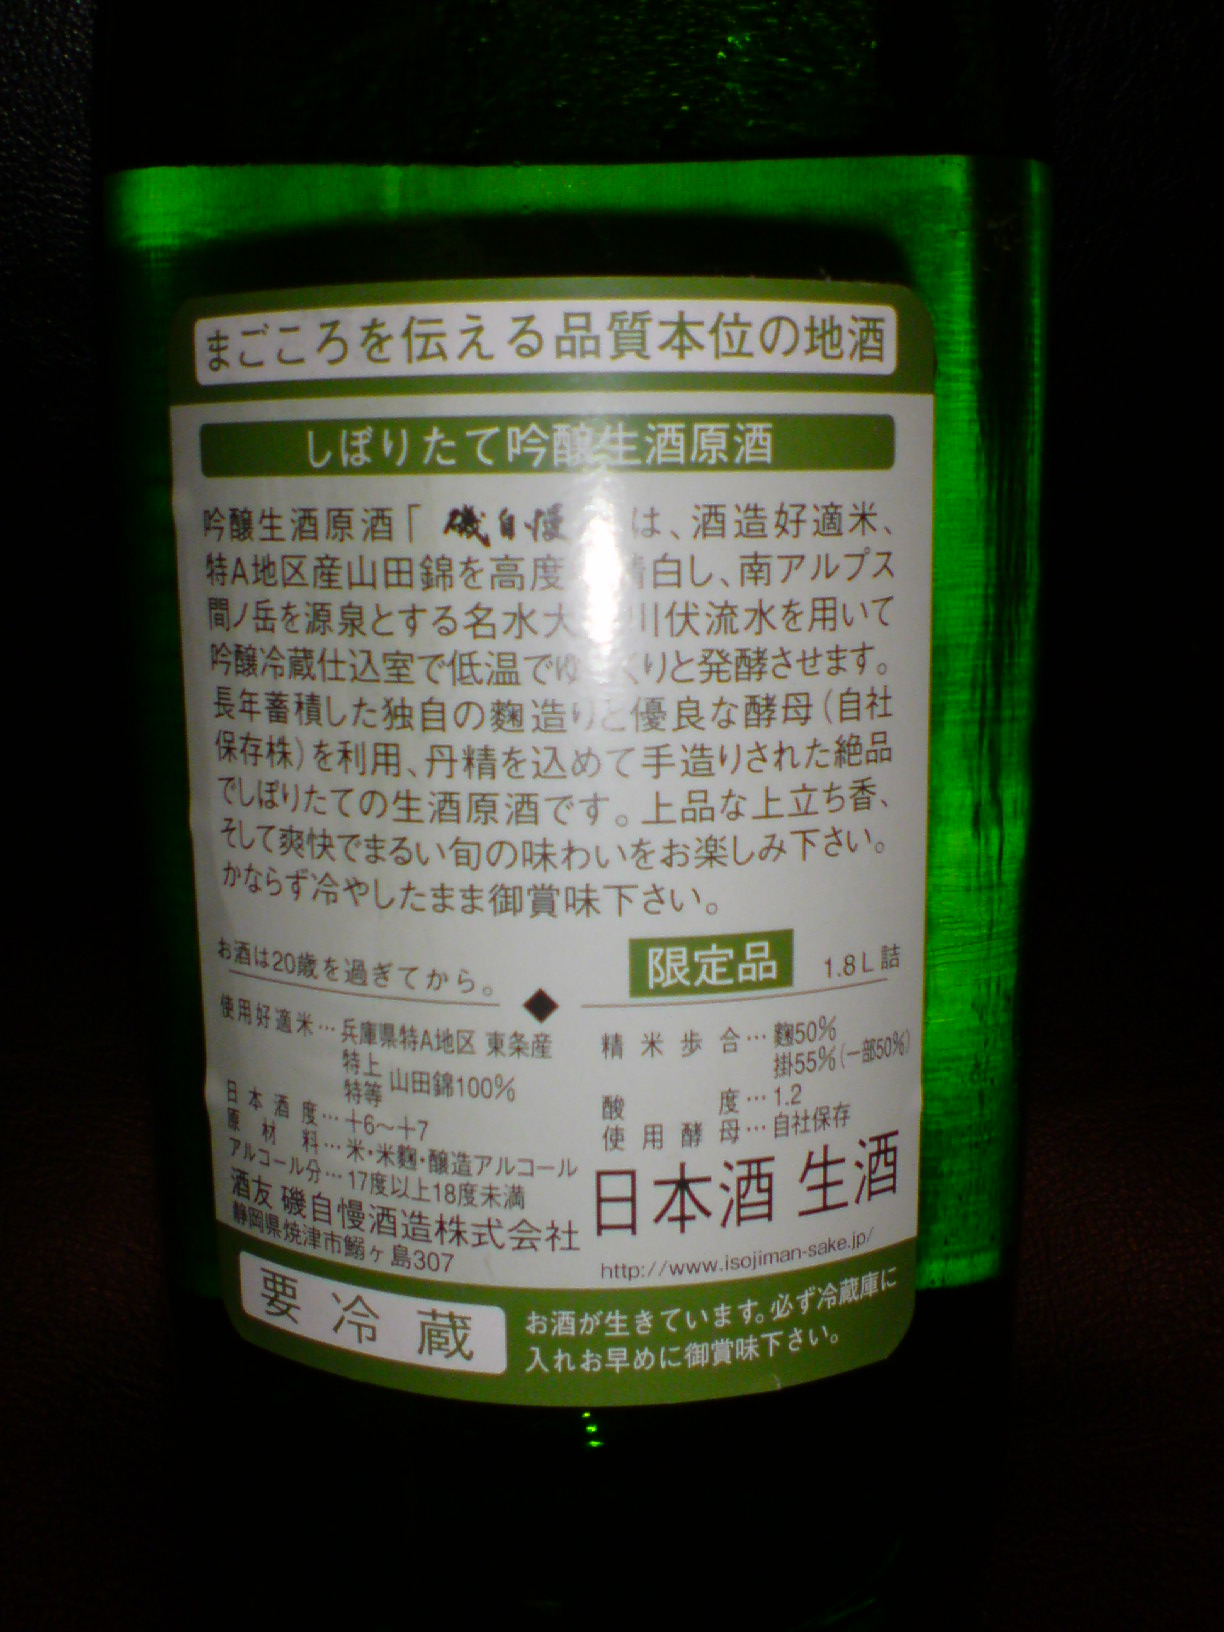 まごころを伝える品質本位の地酒
しぼりたて吟醸生酒原酒
吟醸生酒原酒「磯自慢 は、酒造好適米、
特A地区産山田錦を高度 精白し、南アルプス
間ノ岳を源泉とする名水大 川伏流水を用いて
吟醸冷蔵仕込室で低温でゆっくりと発酵させます。
長年蓄積した独自の麴造りと優良な酵母(自社
保存株)を利用、丹精を込めて手造りされた絶品
でしぼりたての生酒原酒です。上品な上立ち香、
そして爽快でまるい旬の味わいをお楽しみ下さい。
かならず冷やしたまま御賞味下さい。
お酒は20歳を過ぎてから。
限定品 1.8L詰
使用好適米…兵庫県特A地区 東条産
特上
特等 山田錦100%
日本酒度…+6~+7
原材料…米・米麴・醸造アルコール
アルコール分…17度以上18度未満
酒友 磯自慢酒造株式会社
静岡県焼津市鰯ヶ島307
精米歩合…麴50%
掛55%(一部50%)
酸度…1.2
使用酵母…自社保存
日本酒 生酒
http://www.isojiman-sake.jp/
要冷蔵
お酒が生きています。必ず冷蔵庫に
入れお早めに御賞味下さい。